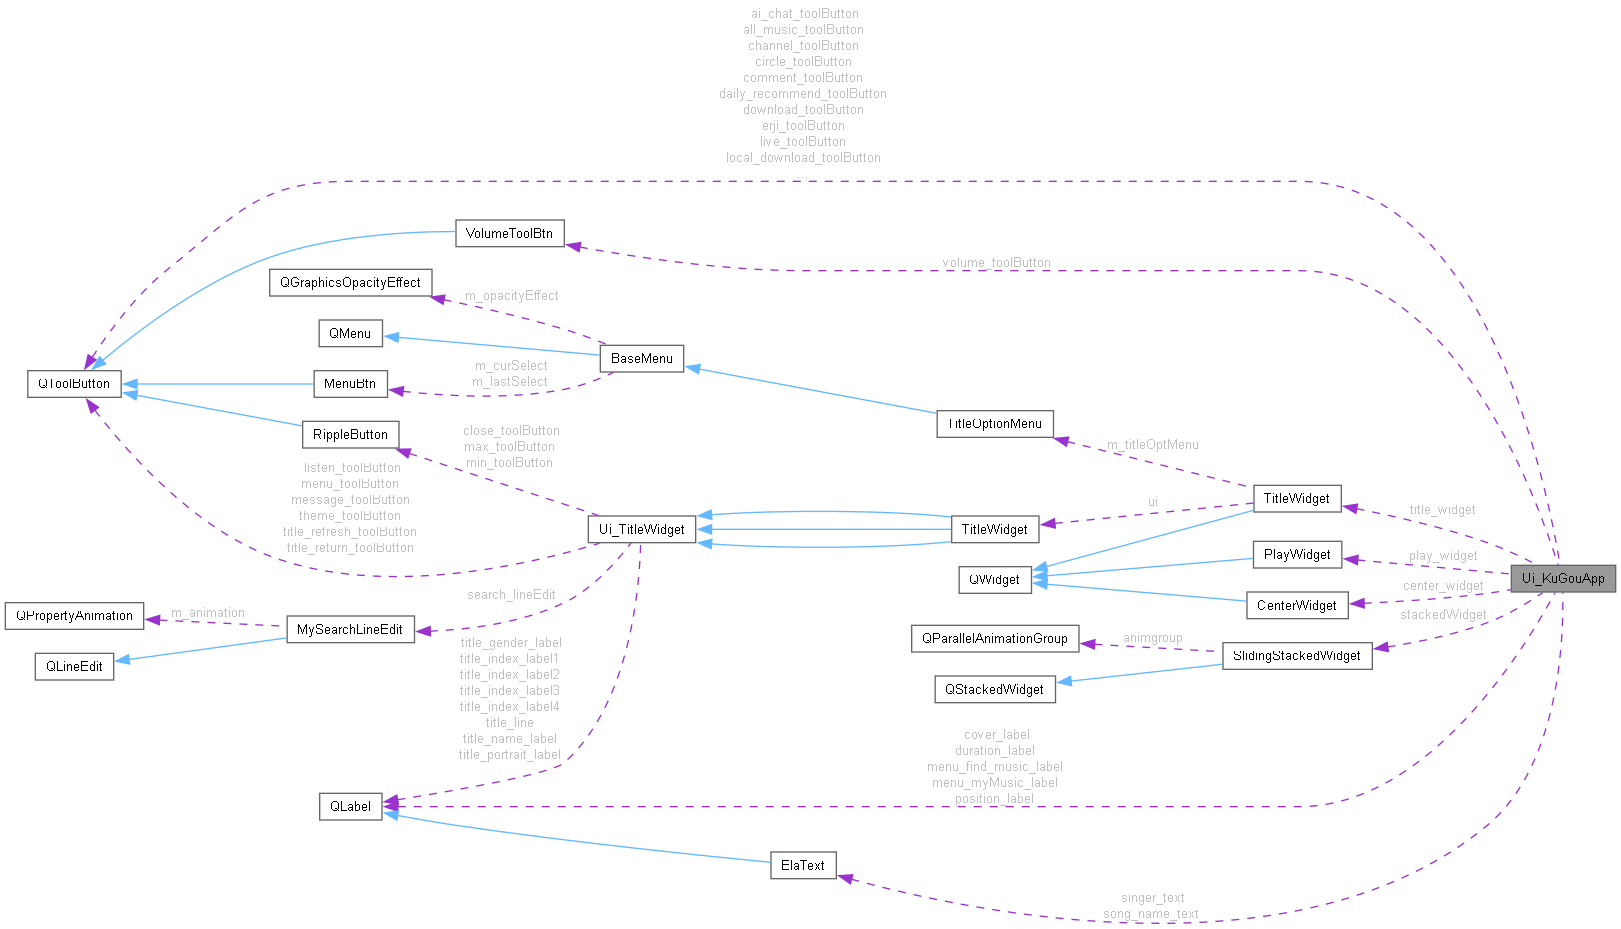 ai_chat_toolButton
all_music_toolButton
channel_toolButton
circle_toolButton
comment_toolButton
daily_recommend_toolButton
download_toolButton
erji_toolButton
live_toolButton
local_download_toolButton
...
VolumeToolBtn
volume_toolButton
QGraphicsOpacityEffect
m_opacityEffect
QMenu
BaseMenu
m_curSelect
m_lastSelect
QToolButton
MenuBtn
TitleOptionMenu
RippleButton
close_toolButton
max_toolButton
min_toolButton
m_titleOptMenu
listen_toolButton
menu_toolButton
message_toolButton
theme_toolButton
title_refresh_toolButton
title_return_toolButton
Ui_TitleWidget
TitleWidget
ui
TitleWidget
title_widget
PlayWidget
play_widget
QWidget
Ui_KuGouApp
CenterWidget
center_widget
stackedWidget
search_lineEdit
QPropertyAnimation
m_animation
MySearchLineEdit
QLineEdit
QParallelAnimationGroup
animgroup
SlidingStackedWidget
QStackedWidget
title_gender_label
title_index_label1
title_index_label2
title_index_label3
title_index_label4
title_line
title_name_label
title_portrait_label
cover_label
duration_label
menu_find_music_label
menu_myMusic_label
position_label
QLabel
ElaText
singer_text
song_name_text